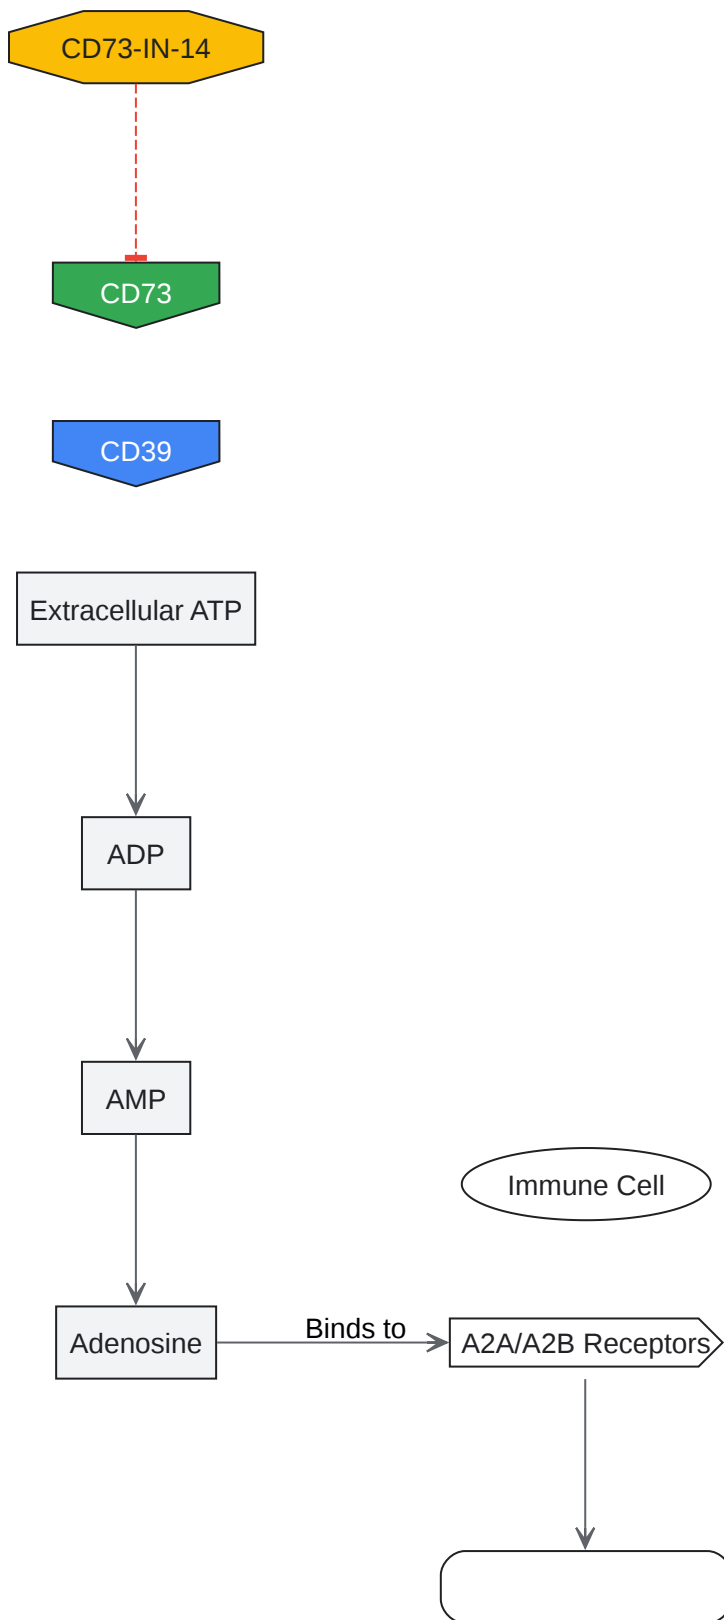 CD73-IN-14
CD73
CD39
Extracellular ATP
ADP
AMP
Immune Cell
Adenosine
Binds to
A2A/A2B Receptors